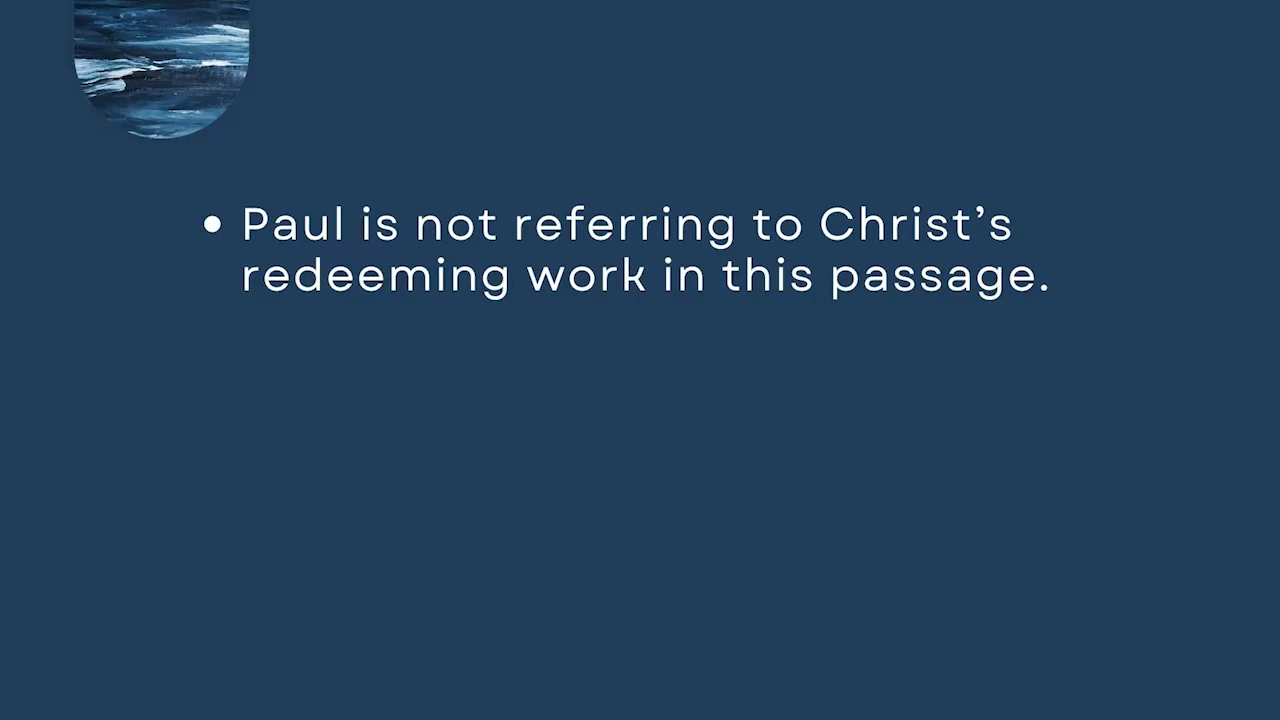 • Paul is not referring to Christ’s
redeeming work in this passage.